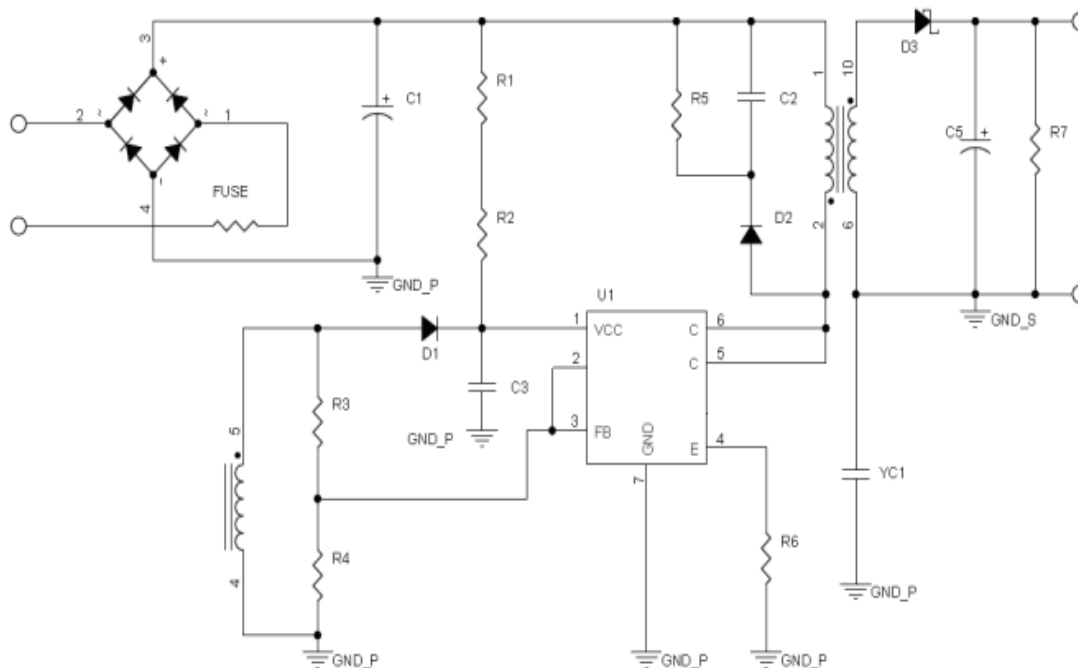 3
1
10
D3
+
R1
R5
C2
+
C1
C5
+
R7
2
~
~
1
-
FUSE
4
R2
2
6
D2
GND_P
U1
GND_S
1
VCC
C
6
D1
2
C
5
C3
R3
3
FB
GND
E
4
GND_P
5
7
YC1
R6
R4
4
GND_P
GND_P
GND_P
GND_P